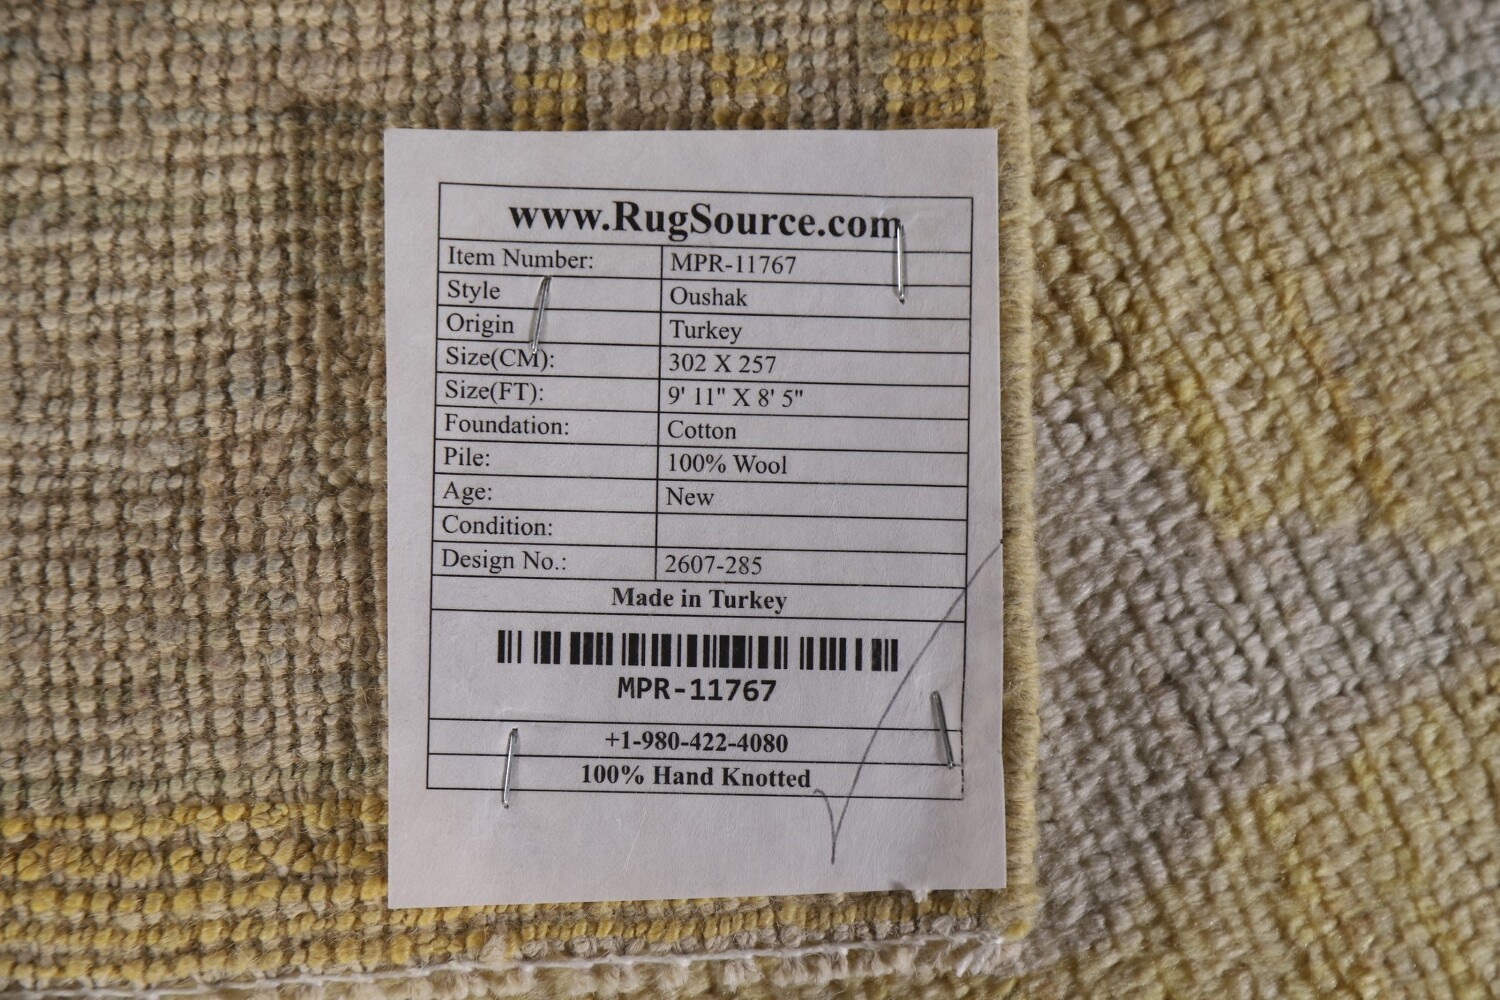 www.RugSource.com
Item Number: MPR-11767
Style Oushak
Origin Turkey
Size(CM): 302 X 257
Size(FT): 9' 11" X 8' 5"
Foundation: Cotton
Pile: 100% Wool
Age: New
Condition:
Design No.: 2607-285
Made in Turkey
MPR-11767
+1-980-422-4080
100% Hand Knotted